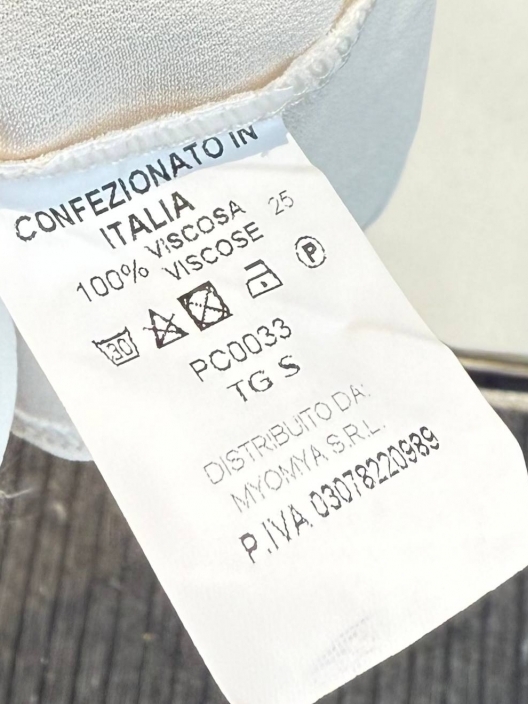 CONFEZIONATO IN
ITALIA
100% VISCOSA 25
VISCOSE
30 P
PC0033
TG S
DISTRIBUITO DA:
MYOMYA S.R.L.
P.IVA 03078220989